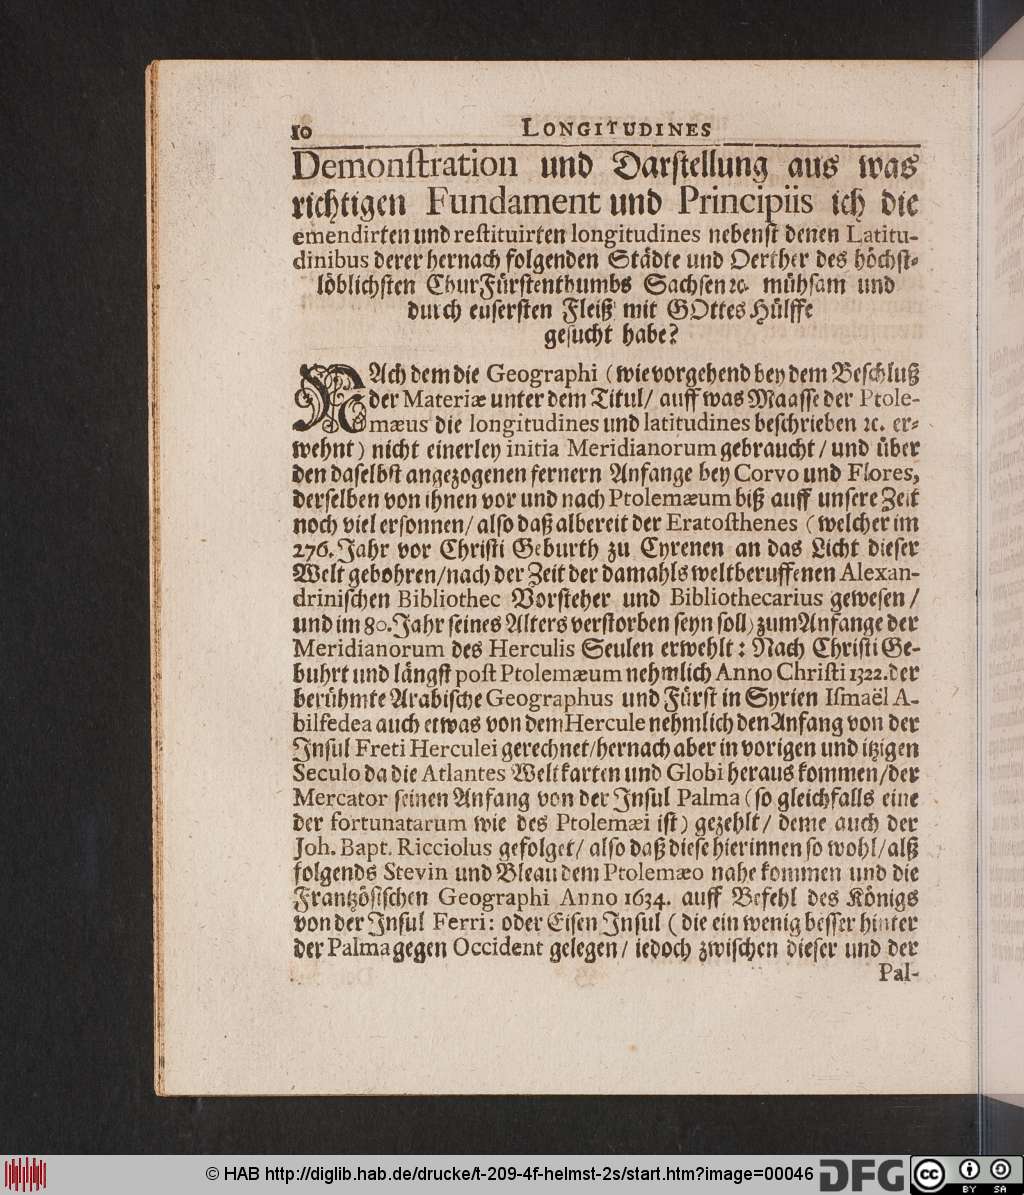 10 LONGITUDINES
Demonſtration und Darſtellung aus was
richtigen Fundament und Principiis ich die
emendirten und reſtituirten longitudines nebenſt denen Latitu-
dinibus derer hernach folgenden Städte und Oerther des höchſt-
löblichſten ChurFürſtenthumbs Sachſen ꝛc. mühſam und
durch euſerſten Fleiß mit GOttes Hülffe
geſucht habe?
NAch dem die Geographi (wie vorgehend bey dem Beſchluß
der Materiæ unter dem Titul/ auff was Maaſſe der Ptole-
mæus die longitudines und latitudines beſchrieben ꝛc. er-
wehnt) nicht einerley initia Meridianorum gebraucht/ und über
den daſelbſt angezogenen fernern Anfange bey Corvo und Flores,
derſelben von ihnen vor und nach Ptolemæum biß auff unſere Zeit
noch viel erſonnen/ alſo daß albereit der Eratoſthenes (welcher im
276. Jahr vor Chriſti Geburth zu Cyrenen an das Licht dieſer
Welt gebohren/ nach der Zeit der damahls weltberuffenen Alexan-
driniſchen Bibliothec Vorſteher und Bibliothecarius geweſen/
und im 80. Jahr ſeines Alters verſtorben ſeyn ſoll) zum Anfange der
Meridianorum des Herculis Seulen erwehlt: Nach Chriſti Ge-
buhrt und längſt poſt Ptolemæum nehmlich Anno Chriſti 1322. der
berühmte Arabiſche Geographus und Fürſt in Syrien Iſmaël A-
bilfedea auch etwas von dem Hercule nehmlich den Anfang von der
Inſul Freti Herculei gerechnet/ hernach aber in vorigen und itzigen
Seculo da die Atlantes Weltkarten und Globi heraus kommen/ der
Mercator ſeinen Anfang von der Inſul Palma (ſo gleichfalls eine
der fortunatarum wie des Ptolemæi iſt) gezehlt/ deme auch der
Joh. Bapt. Ricciolus gefolget/ alſo daß dieſe hierinnen ſo wohl/ alß
folgends Stevin und Bleau dem Ptolemæo nahe kommen und die
Frantzöſiſchen Geographi Anno 1634. auff Befehl des Königs
von der Inſul Ferri: oder Eiſen Inſul (die ein wenig beſſer hinter
der Palma gegen Occident gelegen/ iedoch zwiſchen dieſer und der
Pal-
© HAB http://diglib.hab.de/drucke/t-209-4f-helmst-2s/start.htm?image=00046 DFG cc BY SA